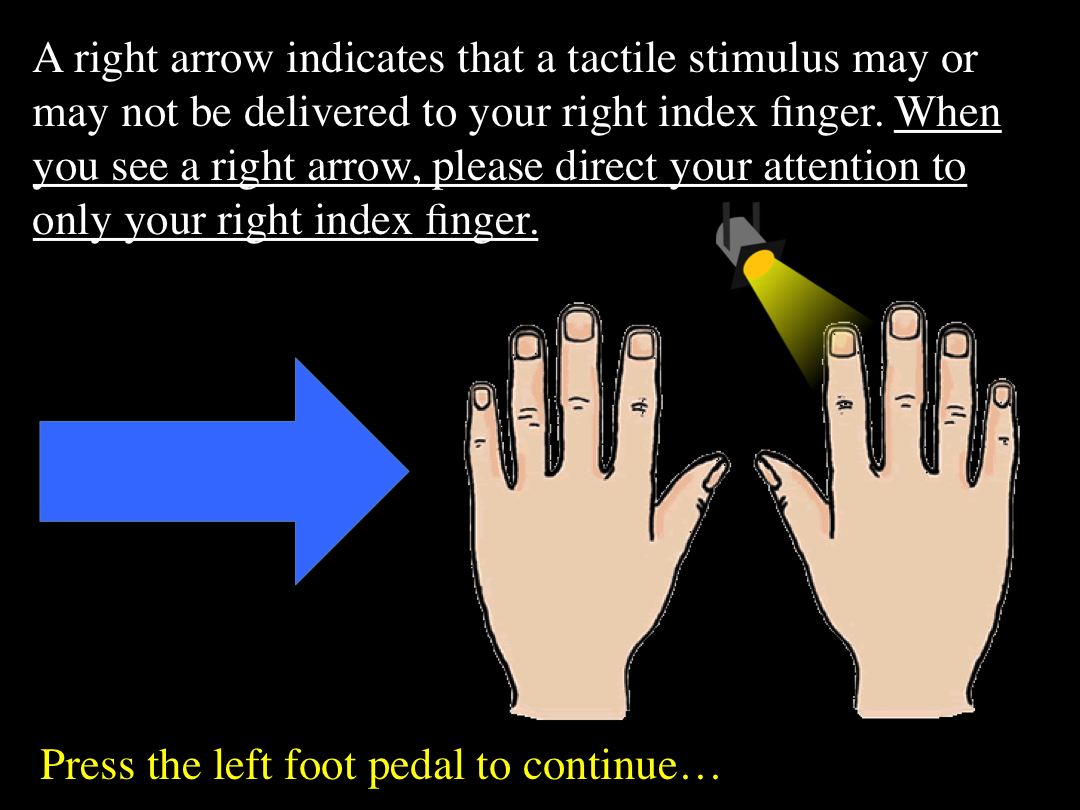 A right arrow indicates that a tactile stimulus may or
may not be delivered to your right index finger. When
you see a right arrow, please direct your attention to
only your right index finger.
Press the left foot pedal to continue…